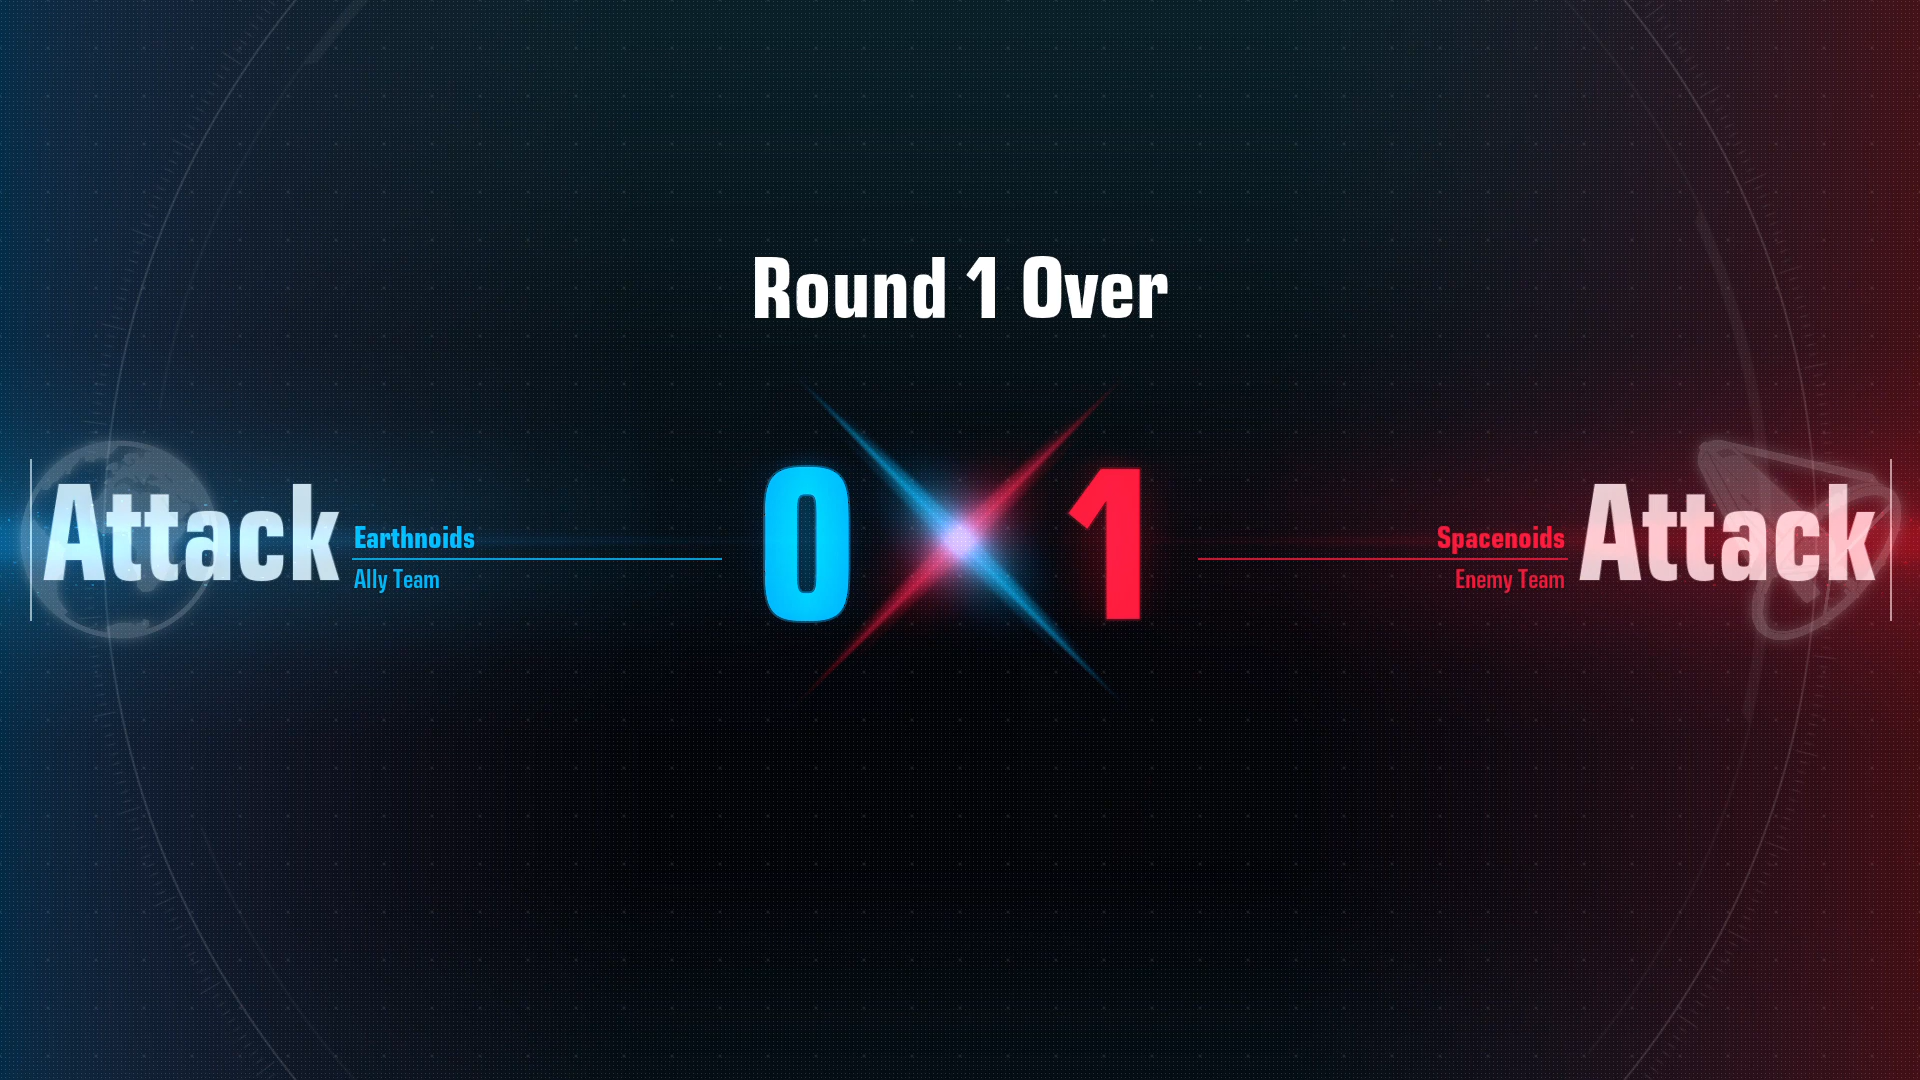 Round 1 Over
Attack
Earthnoids
Ally Team
0
1
Spacenoids
Enemy Team
Attack